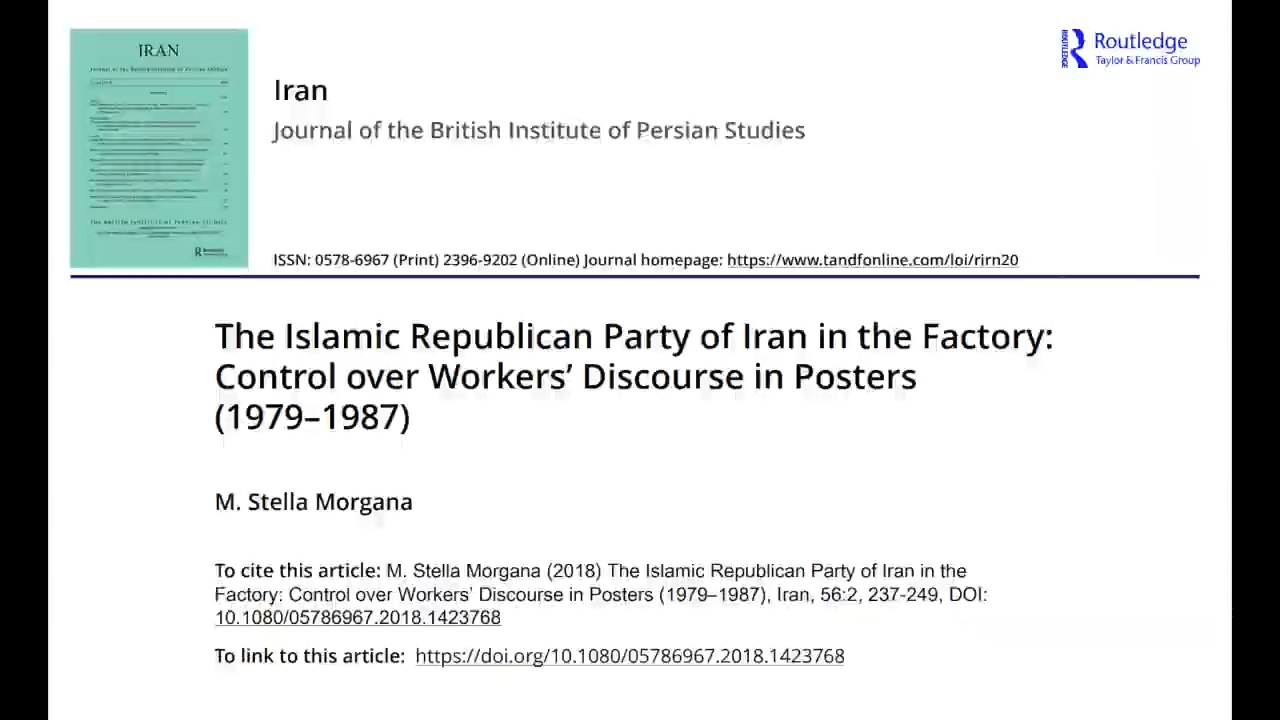 IRAN
Routledge
ROUTLEDGE
Taylor & Francis Group
Iran
Journal of the British Institute of Persian Studies
ISSN: 0578-6967 (Print) 2396-9202 (Online) Journal homepage: https://www.tandfonline.com/loi/rirn20
The Islamic Republican Party of Iran in the Factory:
Control over Workers’ Discourse in Posters
(1979–1987)
M. Stella Morgana
To cite this article: M. Stella Morgana (2018) The Islamic Republican Party of Iran in the
Factory: Control over Workers’ Discourse in Posters (1979–1987), Iran, 56:2, 237-249, DOI:
10.1080/05786967.2018.1423768
To link to this article: https://doi.org/10.1080/05786967.2018.1423768